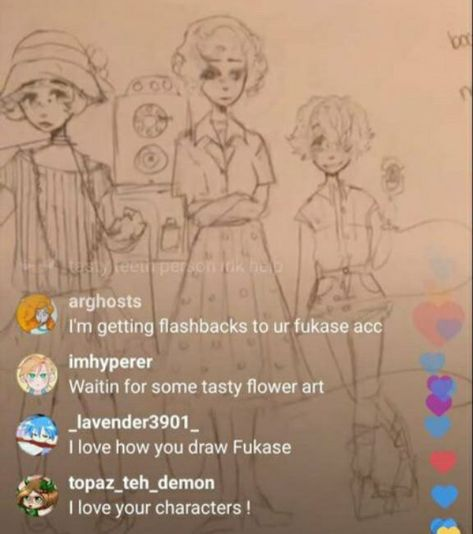 tasty teeth person idk help
arghosts
I'm getting flashbacks to ur fukase acc
imhyperer
Waitin for some tasty flower art
_lavender3901_
I love how you draw Fukase
topaz_teh_demon
I love your characters !